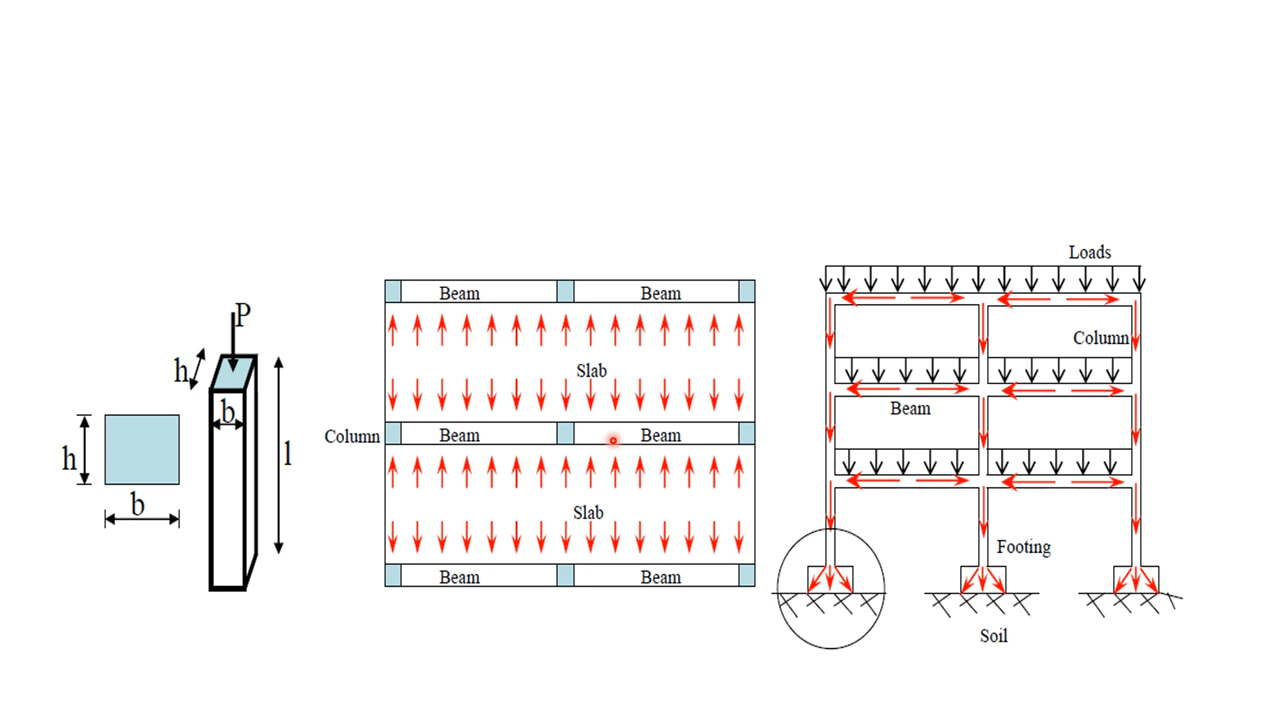 P
h
b
l
h
b
Beam Beam
Slab
Column Beam Beam
Slab
Beam Beam
Loads
Column
Beam
Footing
Soil